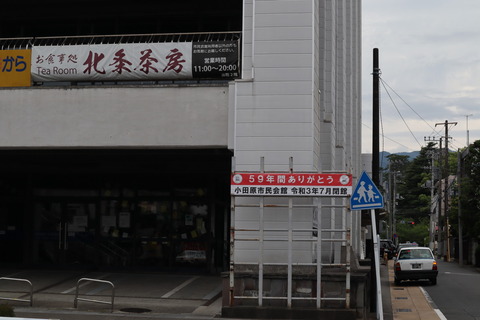 から
お食事処
Tea Room
北条茶房
営業時間
11:00〜20:00
59年間ありがとう
小田原市民会館 令和3年7月閉館